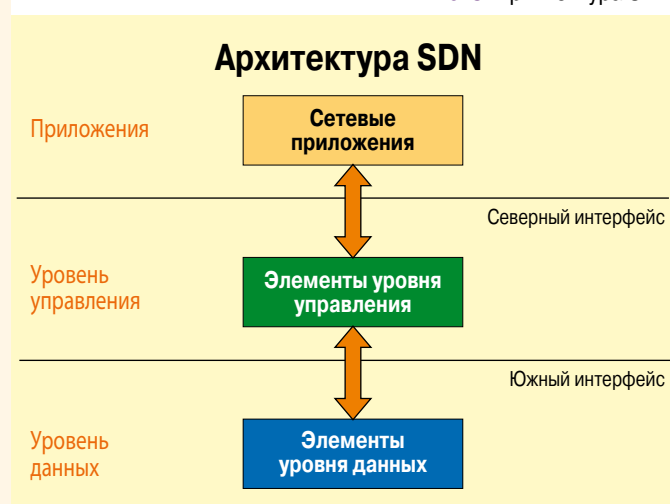 Архитектура SDN
Приложения
Сетевые
приложения
Северный интерфейс
Уровень
управления
Элементы уровня
управления
Южный интерфейс
Уровень
данных
Элементы
уровня данных